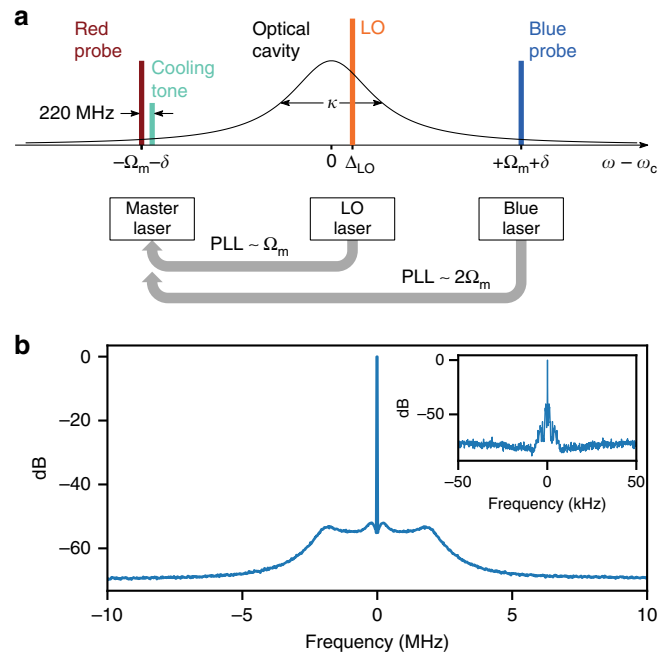 a
Red
probe
Cooling
tone
Optical
cavity
LO
Blue
probe
220 MHz
κ
−Ωm−δ
0
ΔLO
+Ωm+δ
ω − ωc
Master
laser
LO
laser
Blue
laser
PLL ~ Ωm
PLL ~ 2Ωm
b
0
−20
−40
−60
dB
−10
−5
0
5
10
Frequency (MHz)
0
−50
dB
−50
0
50
Frequency (kHz)